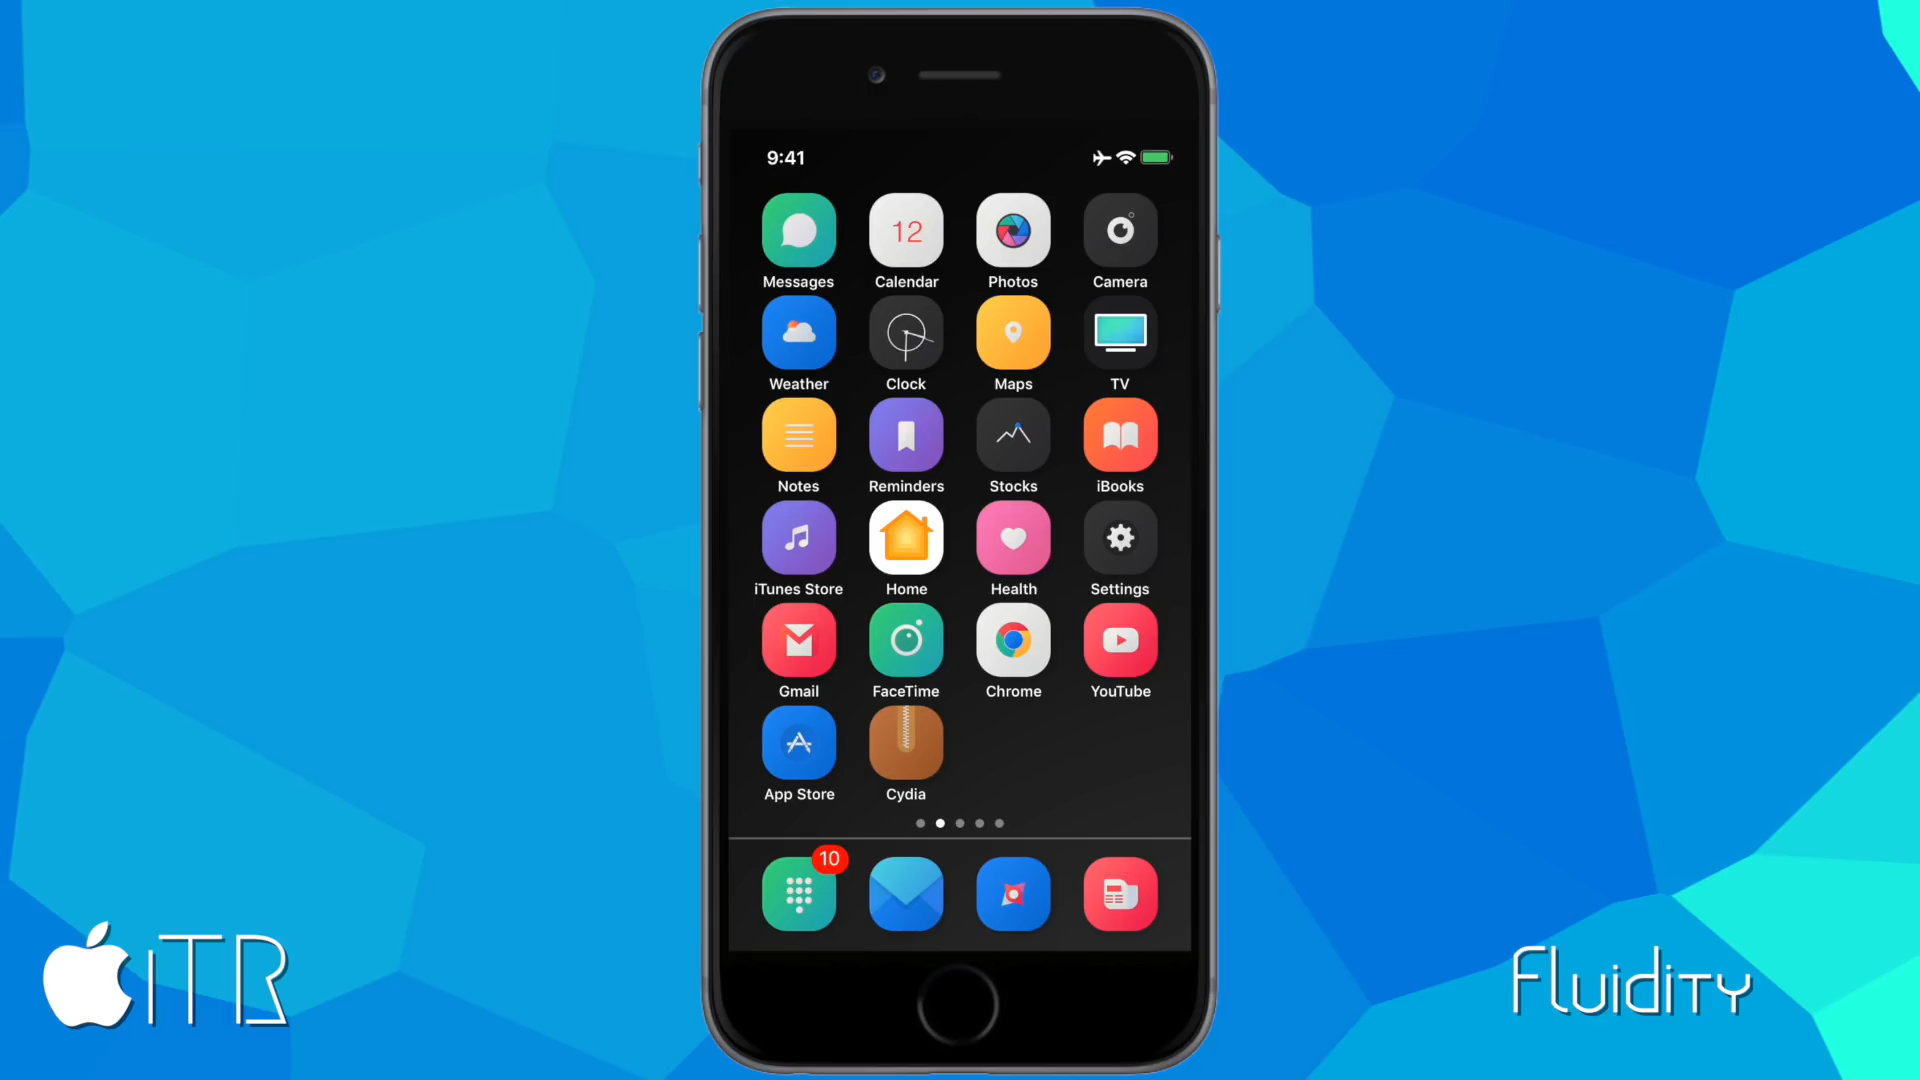 9:41
12
Messages Calendar Photos Camera
Weather Clock Maps TV
Notes Reminders Stocks iBooks
iTunes Store Home Health Settings
Gmail FaceTime Chrome YouTube
App Store Cydia
10
iTR
Fluidity